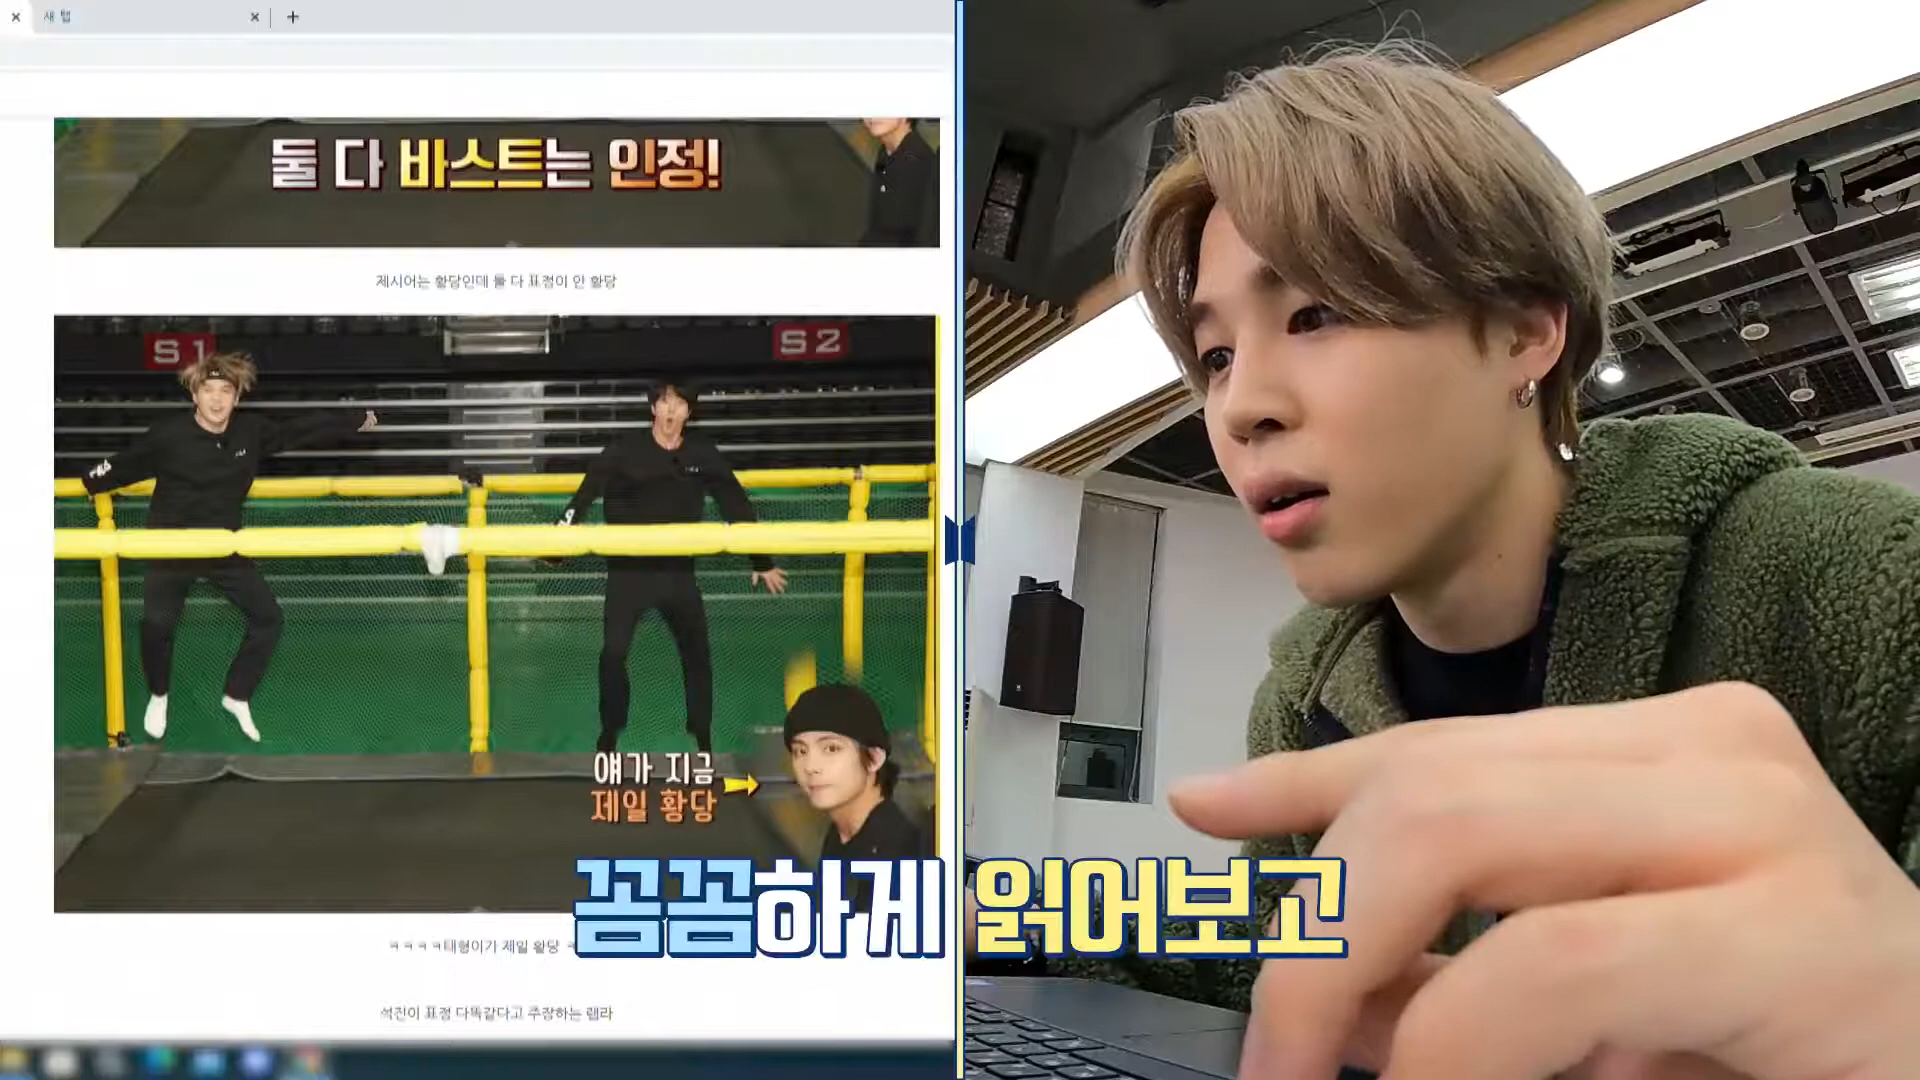 새 탭
둘 다 바스트는 인정!
제시어는 황당인데 둘 다 표정이 안 황당
S 1
S 2
얘가 지금
제일 황당
ㅋㅋㅋㅋ태형이가 제일 황당
석진이 표정 다똑같다고 주장하는 램라
꼼꼼하게 읽어보고